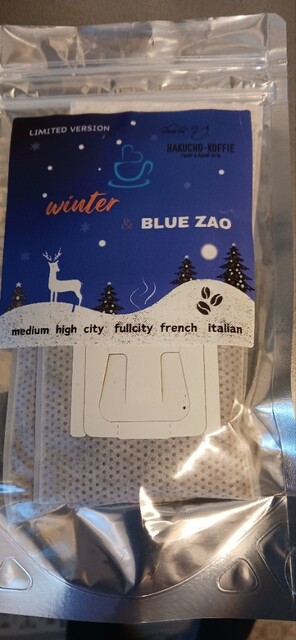 LIMITED VERSION
HAKUCHO-KOFFIE
winter
& BLUE ZAO
medium high city fullcity french italian